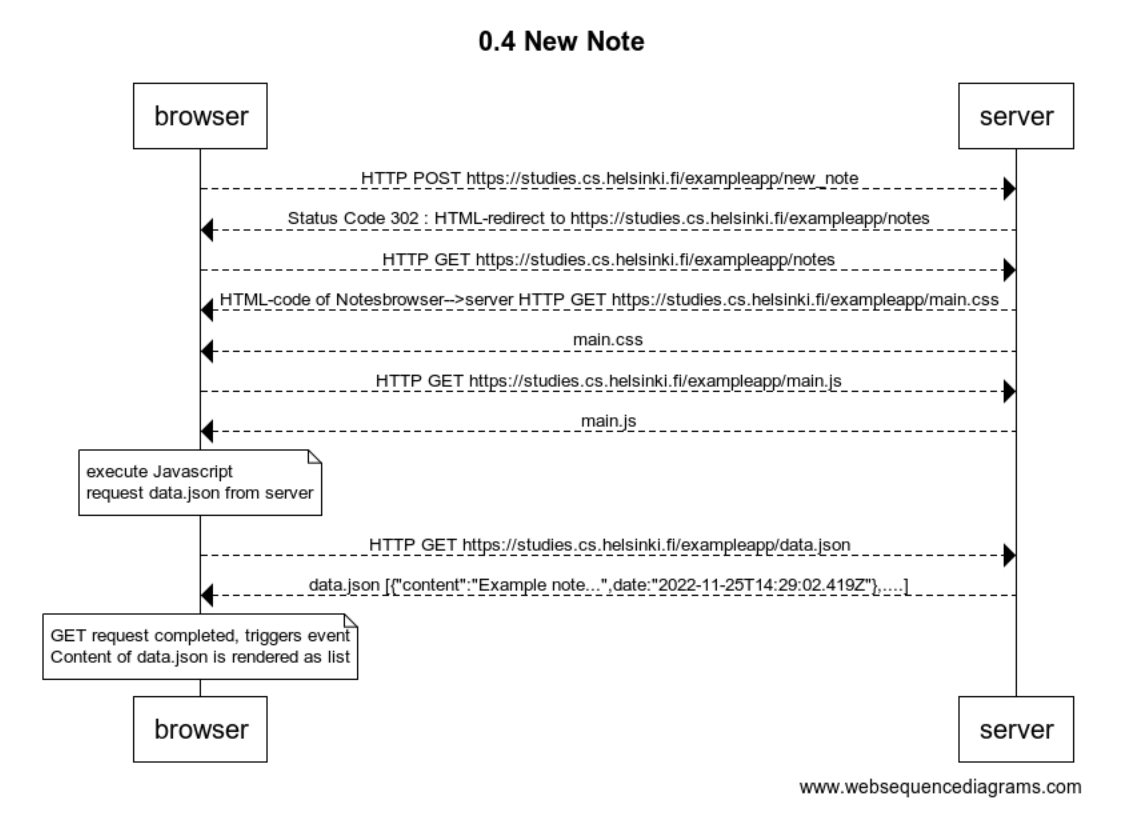 0.4 New Note
browser
server
HTTP POST https://studies.cs.helsinki.fi/exampleapp/new_note
Status Code 302 : HTML-redirect to https://studies.cs.helsinki.fi/exampleapp/notes
HTTP GET https://studies.cs.helsinki.fi/exampleapp/notes
HTML-code of Notesbrowser-->server HTTP GET https://studies.cs.helsinki.fi/exampleapp/main.css
main.css
HTTP GET https://studies.cs.helsinki.fi/exampleapp/main.js
main.js
execute Javascript
request data.json from server
HTTP GET https://studies.cs.helsinki.fi/exampleapp/data.json
data.json [{"content":"Example note...",date:"2022-11-25T14:29:02.419Z"},....]
GET request completed, triggers event
Content of data.json is rendered as list
browser
server
www.websequencediagrams.com